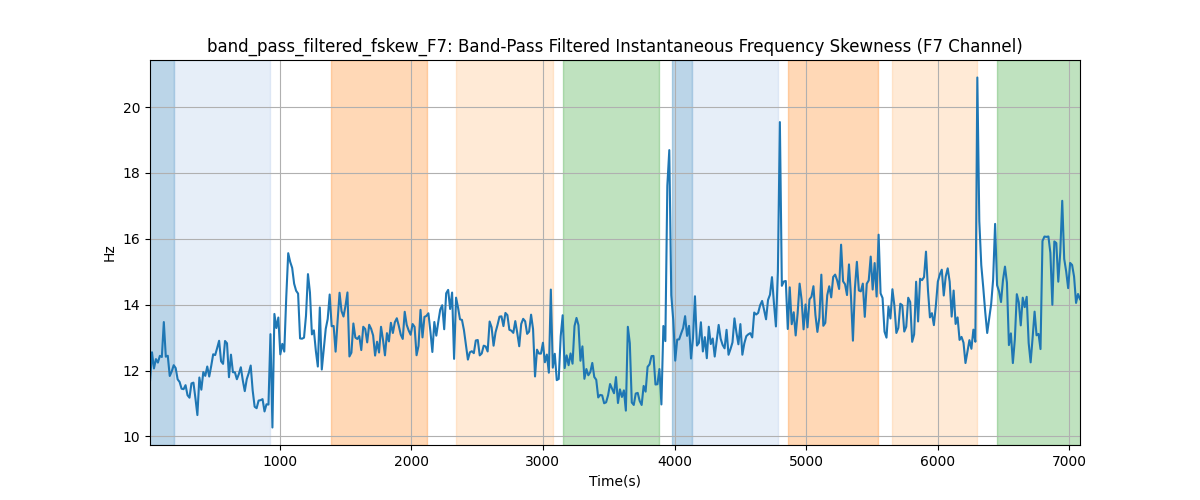 band_pass_filtered_fskew_F7: Band-Pass Filtered Instantaneous Frequency Skewness (F7 Channel)
20
18
16
14
12
10
Hz
1000 2000 3000 4000 5000 6000 7000
Time(s)